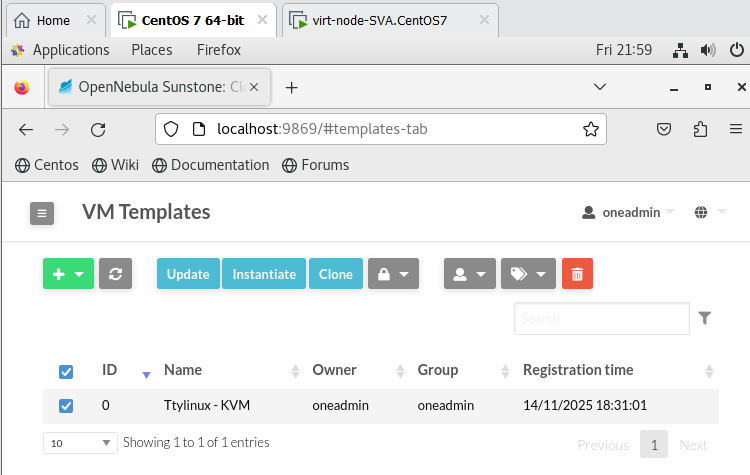 Home CentOS 7 64-bit virt-node-SVA.CentOS7
Applications Places Firefox Fri 21:59
OpenNebula Sunstone: Clo
localhost:9869/#templates-tab
Centos Wiki Documentation Forums
VM Templates oneadmin
Update Instantiate Clone
Search
ID Name Owner Group Registration time
0 Ttylinux - KVM oneadmin oneadmin 14/11/2025 18:31:01
10 Showing 1 to 1 of 1 entries Previous 1 Next